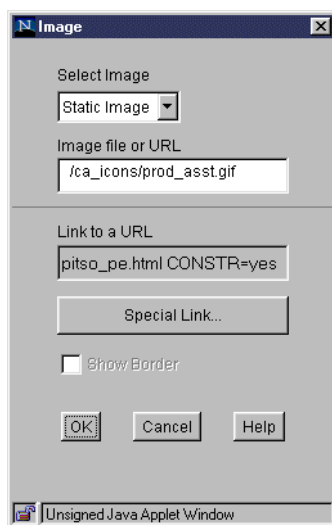 Image
Select Image
Static Image
Image file or URL
/ca_icons/prod_asst.gif
Link to a URL
pitso_pe.html CONSTR=yes
Special Link...
Show Border
OK Cancel Help
Unsigned Java Applet Window